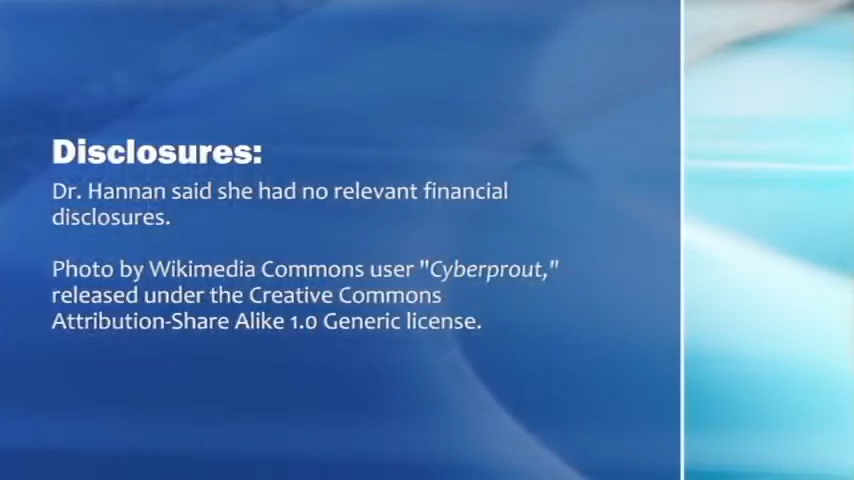 Disclosures:
Dr. Hannan said she had no relevant financial
disclosures.
Photo by Wikimedia Commons user "Cyberprout,"
released under the Creative Commons
Attribution-Share Alike 1.0 Generic license.